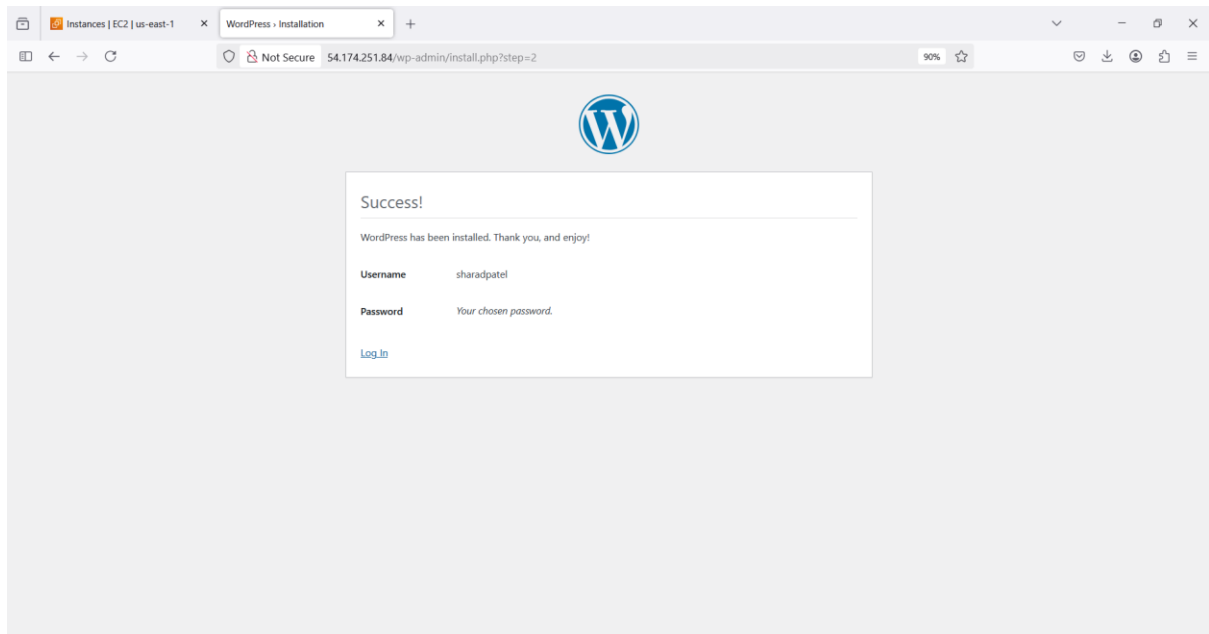 Instances | EC2 | us-east-1
WordPress › Installation
Not Secure 54.174.251.84/wp-admin/install.php?step=2 90%
W
Success!
WordPress has been installed. Thank you, and enjoy!
Username sharadpatel
Password Your chosen password.
Log In